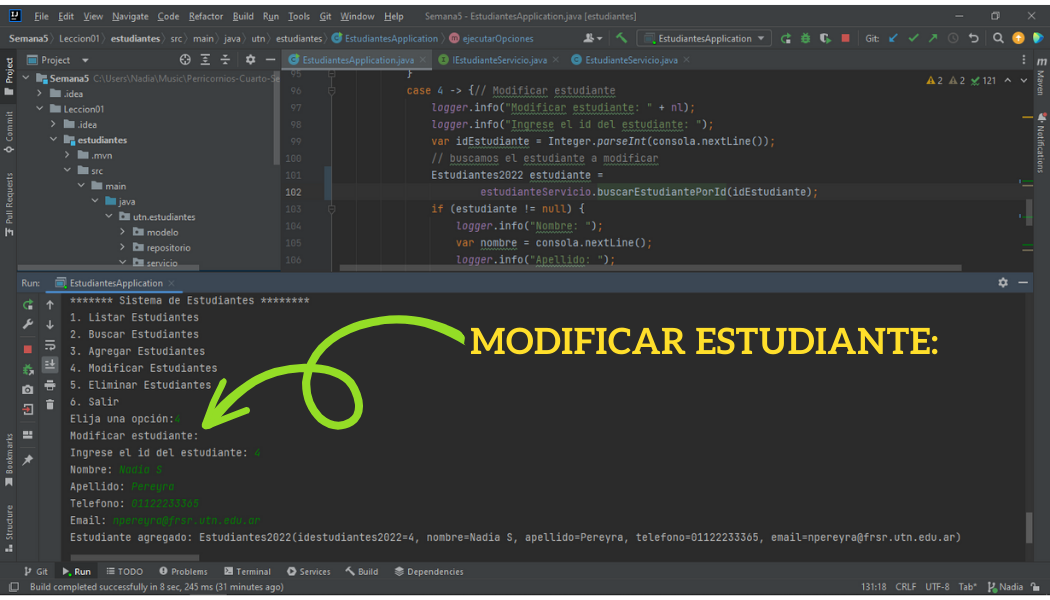 File Edit View Navigate Code Refactor Build Run Tools Git Window Help Semana5 - EstudiantesApplication.java [estudiantes]
Semana5 Leccion01 estudiantes src main java utn estudiantes EstudiantesApplication ejecutarOpciones EstudiantesApplication Git:
Project EstudiantesApplication.java IEstudianteServicio.java EstudianteServicio.java
Semana5 C:\Users\Nadia\Music\Perricornios-Cuarto-Se
.idea
Leccion01
.idea
estudiantes
.mvn
src
main
java
utn.estudiantes
modelo
repositorio
servicio
Project
Commit
Pull Requests
Bookmarks
Structure
2 2 121
95 }
96 case 4 -> {// Modificar estudiante
97 logger.info("Modificar estudiante: " + nl);
98 logger.info("Ingrese el id del estudiante: ");
99 var idEstudiante = Integer.parseInt(consola.nextLine());
100 // buscamos el estudiante a modificar
101 Estudiantes2022 estudiante =
102 estudianteServicio.buscarEstudiantePorId(idEstudiante);
103 if (estudiante != null) {
104 logger.info("Nombre: ");
105 var nombre = consola.nextLine();
106 logger.info("Apellido: ");
Maven
Notifications
Run: EstudiantesApplication
******* Sistema de Estudiantes ********
1. Listar Estudiantes
2. Buscar Estudiantes
3. Agregar Estudiantes
4. Modificar Estudiantes
5. Eliminar Estudiantes
6. Salir
Elija una opción:4
Modificar estudiante:
Ingrese el id del estudiante: 4
Nombre: Nadia S
Apellido: Pereyra
Telefono: 01122233365
Email: npereyra@frsr.utn.edu.ar
Estudiante agregado: Estudiantes2022(idestudiantes2022=4, nombre=Nadia S, apellido=Pereyra, telefono=01122233365, email=npereyra@frsr.utn.edu.ar)
MODIFICAR ESTUDIANTE:
Git Run TODO Problems Terminal Services Build Dependencies
Build completed successfully in 8 sec, 245 ms (31 minutes ago) 131:18 CRLF UTF-8 Tab* Nadia